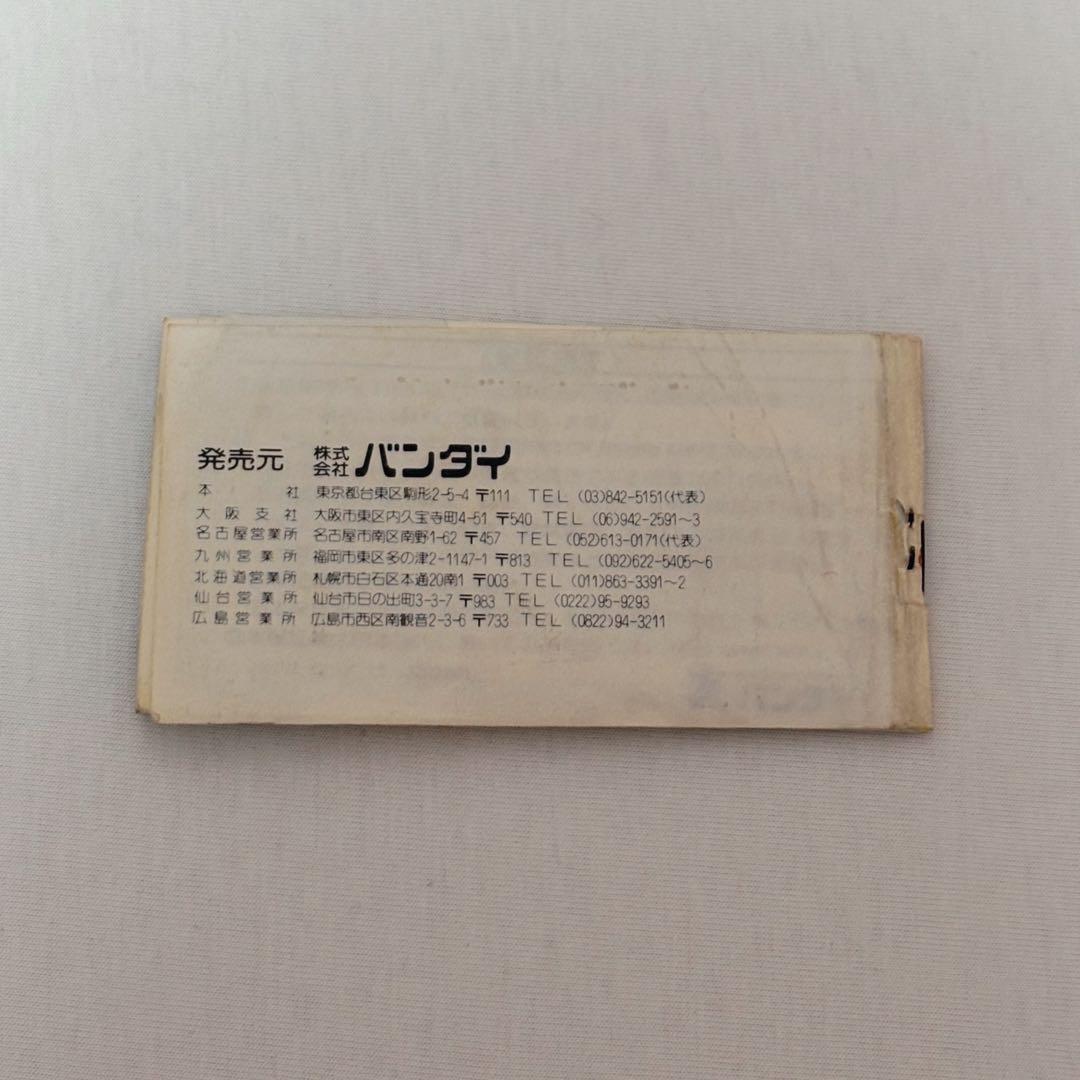 発売元 株式会社 バンダイ
本社 東京都台東区駒形2-5-4 〒111 TEL (03)842-5151(代表)
大阪支社 大阪市東区内久宝寺町4-51 〒540 TEL (06)942-2591〜3
名古屋営業所 名古屋市南区南野1-62 〒457 TEL (052)613-0171(代表)
九州営業所 福岡市東区多の津2-1147-1 〒813 TEL (092)622-5405〜6
北海道営業所 札幌市白石区本通20南1 〒003 TEL (011)863-3391〜2
仙台営業所 仙台市日の出町3-3-7 〒983 TEL (0222)95-9293
広島営業所 広島市西区南観音2-3-6 〒733 TEL (0822)94-3211